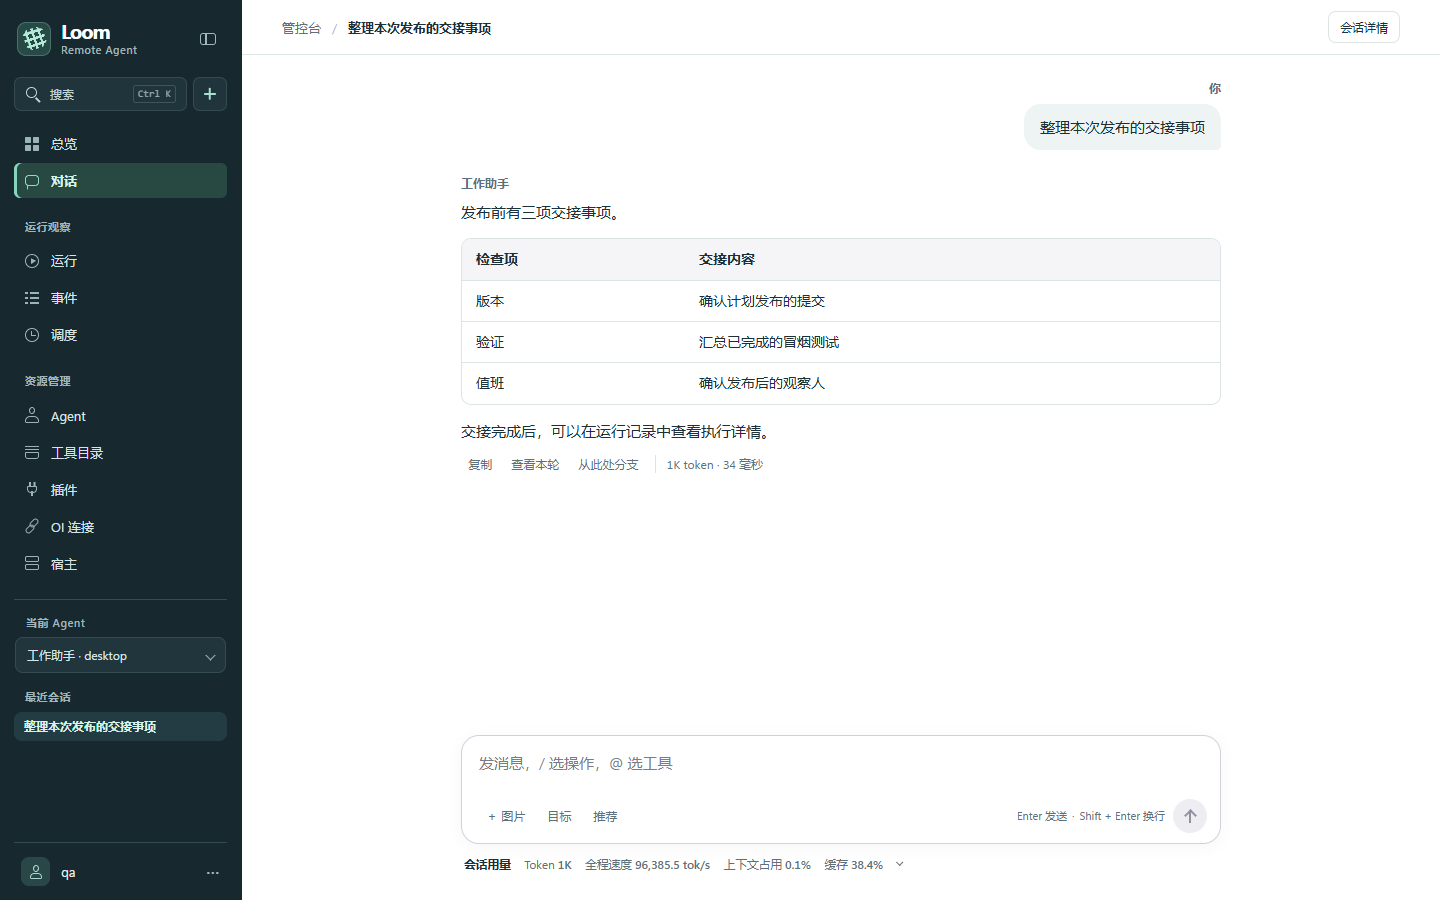 Loom
Remote Agent
搜索 Ctrl K
总览
对话
运行观察
运行
事件
调度
资源管理
Agent
工具目录
插件
OI 连接
宿主
当前 Agent
工作助手 · desktop
最近会话
整理本次发布的交接事项
qa
管控台 / 整理本次发布的交接事项
会话详情
你
整理本次发布的交接事项
工作助手
发布前有三项交接事项。
检查项 交接内容
版本 确认计划发布的提交
验证 汇总已完成的冒烟测试
值班 确认发布后的观察人
交接完成后，可以在运行记录中查看执行详情。
复制 查看本轮 从此处分支 1K token · 34 毫秒
发消息，/ 选操作，@ 选工具
+ 图片 目标 推荐 Enter 发送 · Shift + Enter 换行
会话用量 Token 1K 全程速度 96,385.5 tok/s 上下文占用 0.1% 缓存 38.4%